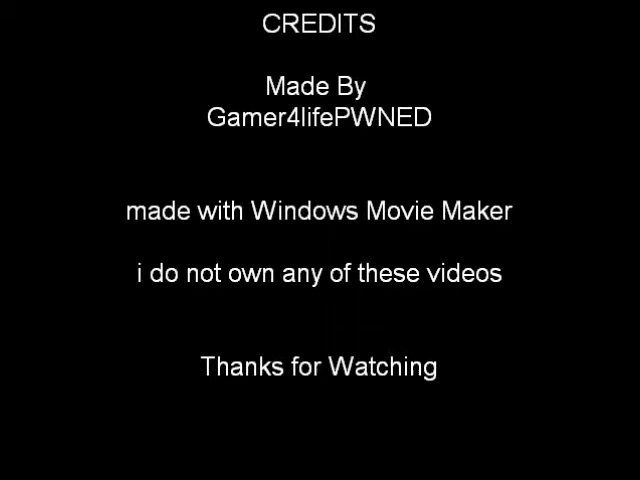 CREDITS
Made By
Gamer4lifePWNED
made with Windows Movie Maker
i do not own any of these videos
Thanks for Watching